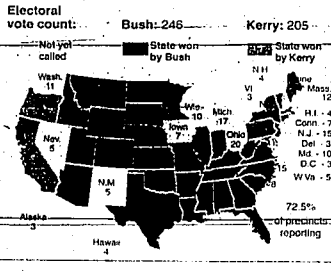 Electoral
vote count:
Bush: 246
Kerry: 205
Not yet
called
State won
by Bush
State won
by Kerry
Wash.
11
N H
4
VI
3
Mass.
12
R.I. - 4
Conn. - 7
N.J. - 15
Del - 3
Md. - 10
D.C - 3
W Va - 5
Wis.
10
Mich.
17
Iowa
7
Ohio
20
Nev.
5
N.M
5
15
Alaska
3
Hawaii
4
72.5%
of precincts
reporting